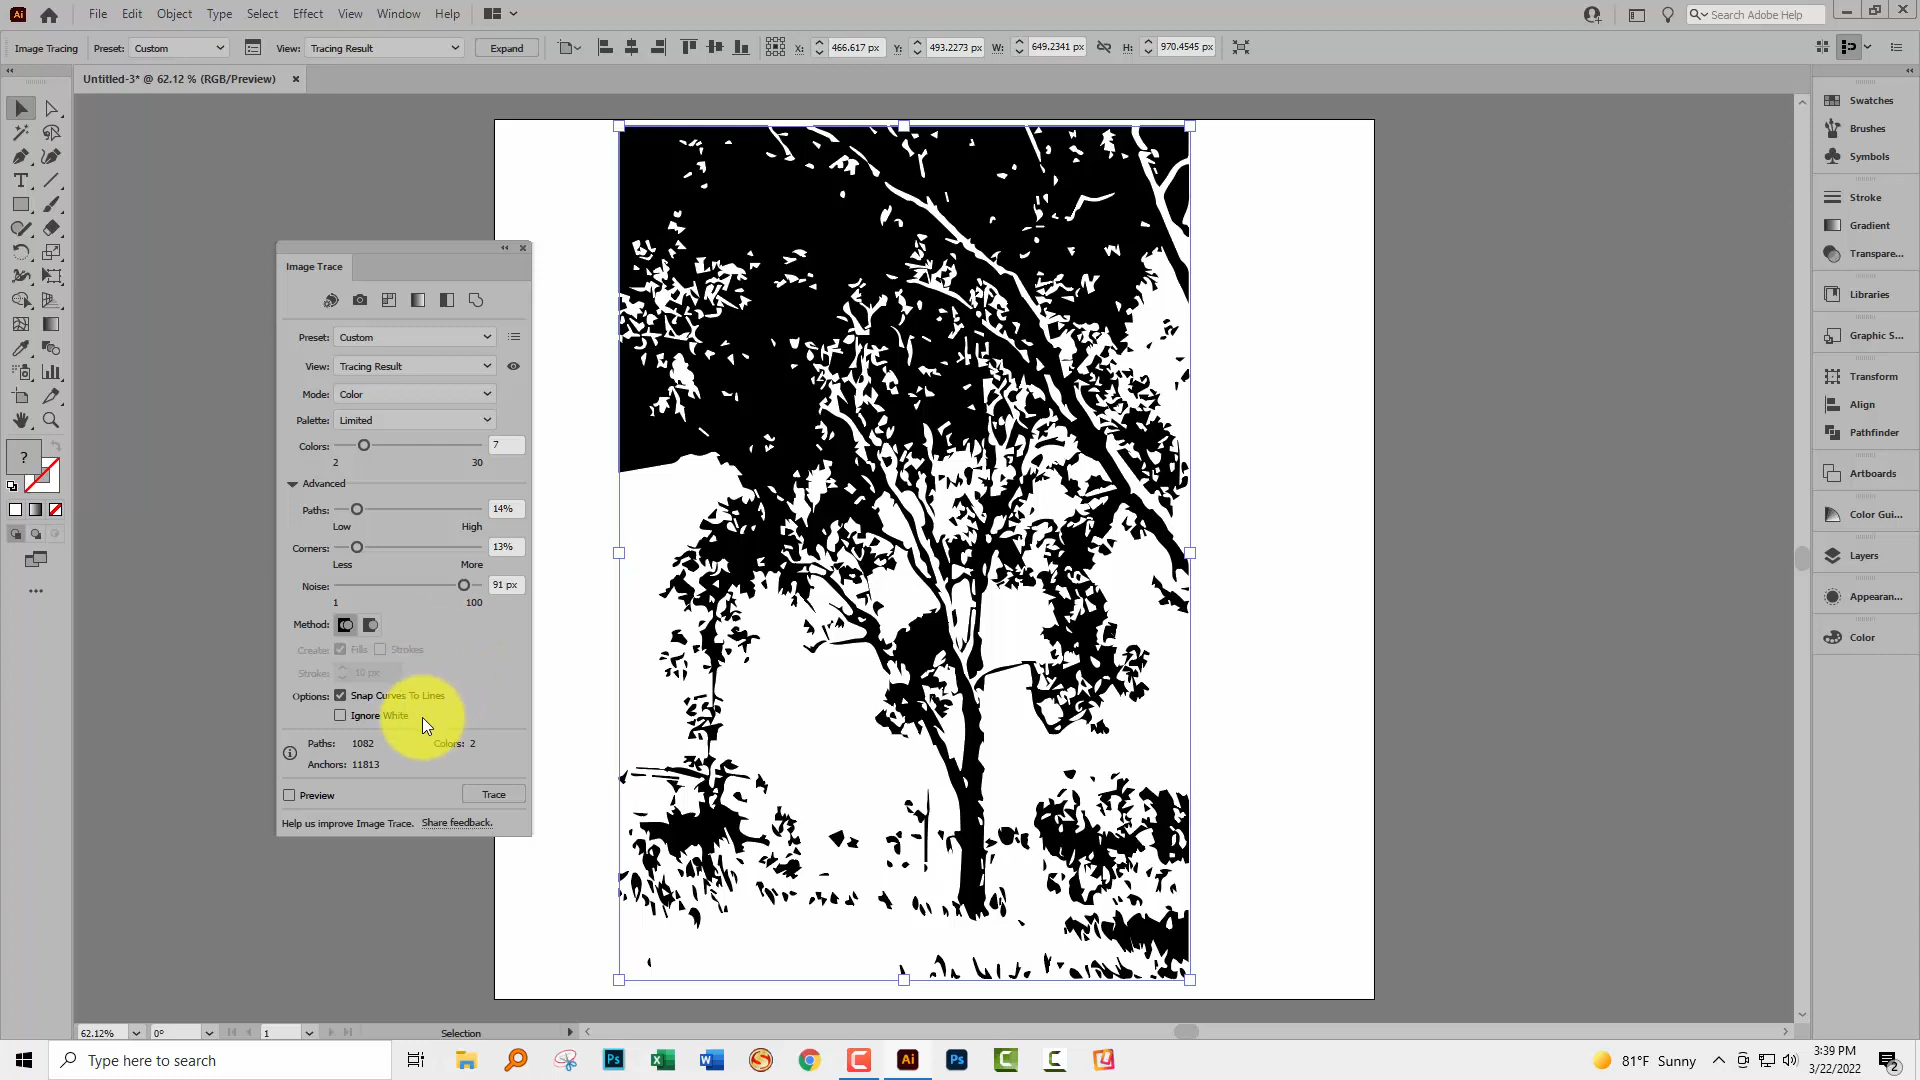 Ai File Edit Object Type Select Effect View Window Help Search Adobe Help
Image Tracing Preset: Custom View: Tracing Result Expand X: 466.617 px Y: 493.2273 px W: 649.2341 px H: 970.4545 px
Untitled-3* @ 62.12 % (RGB/Preview)
Image Trace
Preset: Custom
View: Tracing Result
Mode: Color
Palette: Limited
Colors: 7
2 30
Advanced
Paths: 14%
Low High
Corners: 13%
Less More
Noise: 91 px
1 100
Method:
Create: Fills Strokes
Stroke: 10 px
Options: Snap Curves To Lines
Ignore White
Paths: 1082 Colors: 2
Anchors: 11813
Preview Trace
Help us improve Image Trace. Share feedback.
?
Swatches
Brushes
Symbols
Stroke
Gradient
Transpare...
Libraries
Graphic S...
Transform
Align
Pathfinder
Artboards
Color Gui...
Layers
Appearan...
Color
62.12% 0° 1 Selection
Type here to search Ps Ai Ps 81°F Sunny 3:39 PM
3/22/2022 2